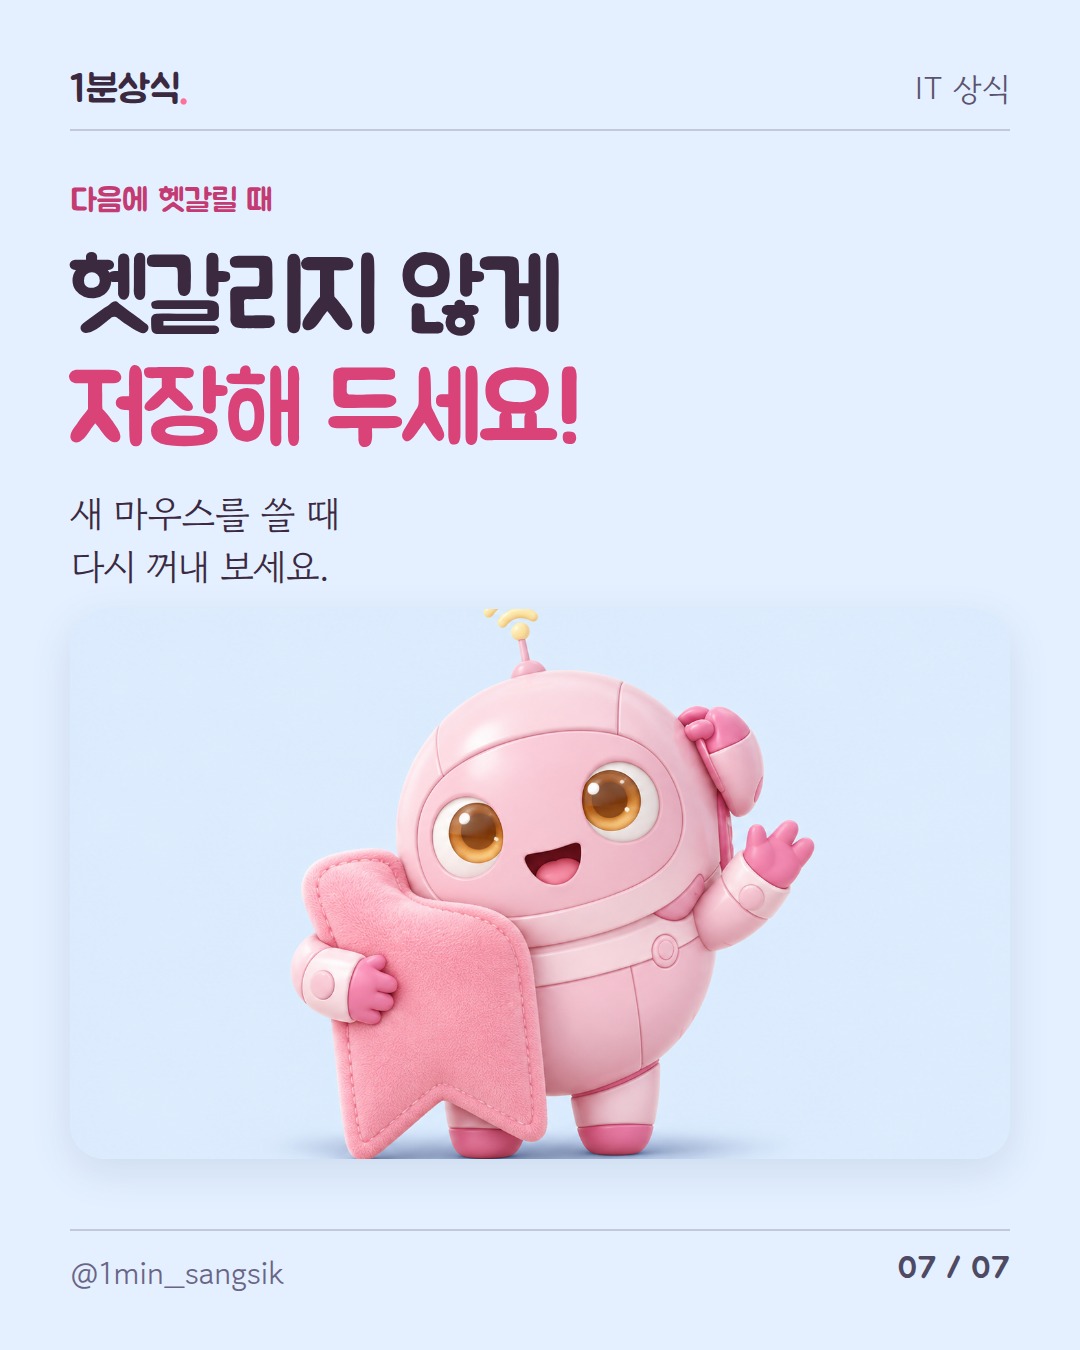 1분상식.
IT 상식
다음에 헷갈릴 때
헷갈리지 않게
저장해 두세요!
새 마우스를 쓸 때
다시 꺼내 보세요.
@1min_sangsik
07 / 07